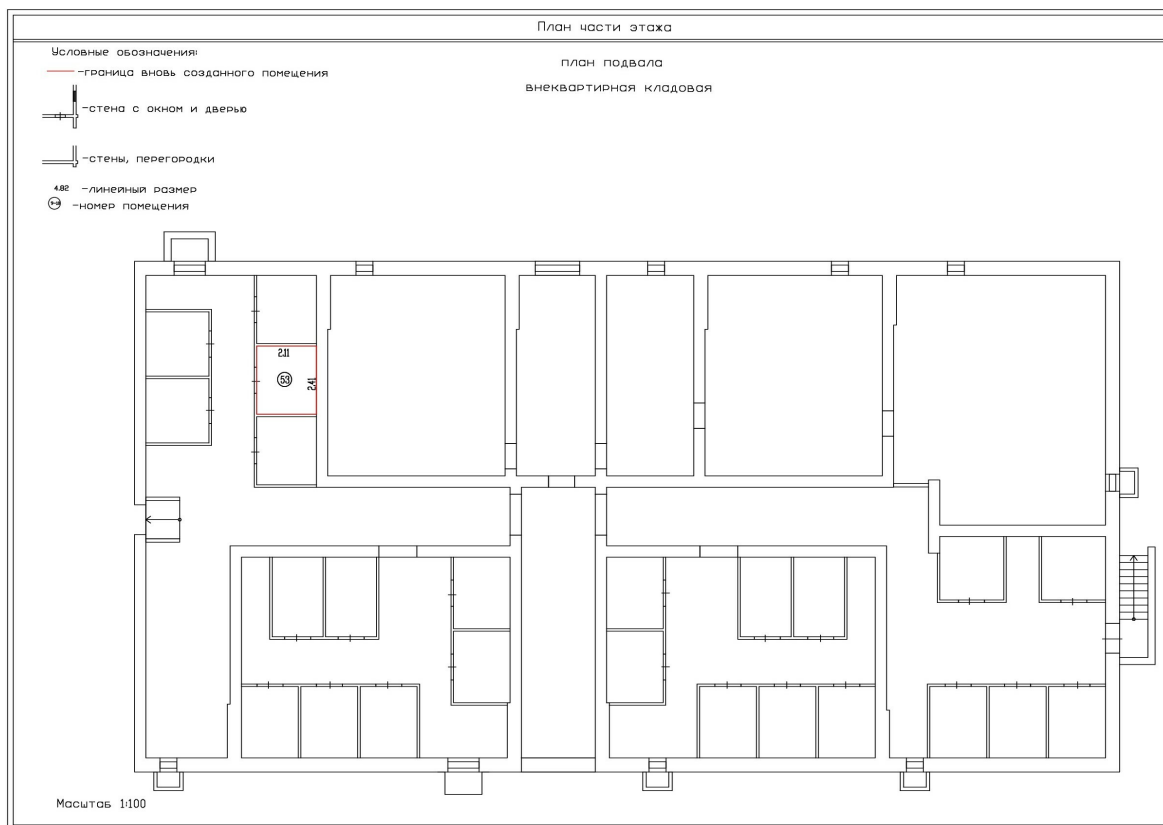 План части этажа
Условные обозначения:
-граница вновь созданного помещения
-стена с окном и дверью
-стены, перегородки
4.82 -линейный размер
-номер помещения
план подвала
внеквартирная кладовая
2.11
53
2.41
Масштаб 1:100